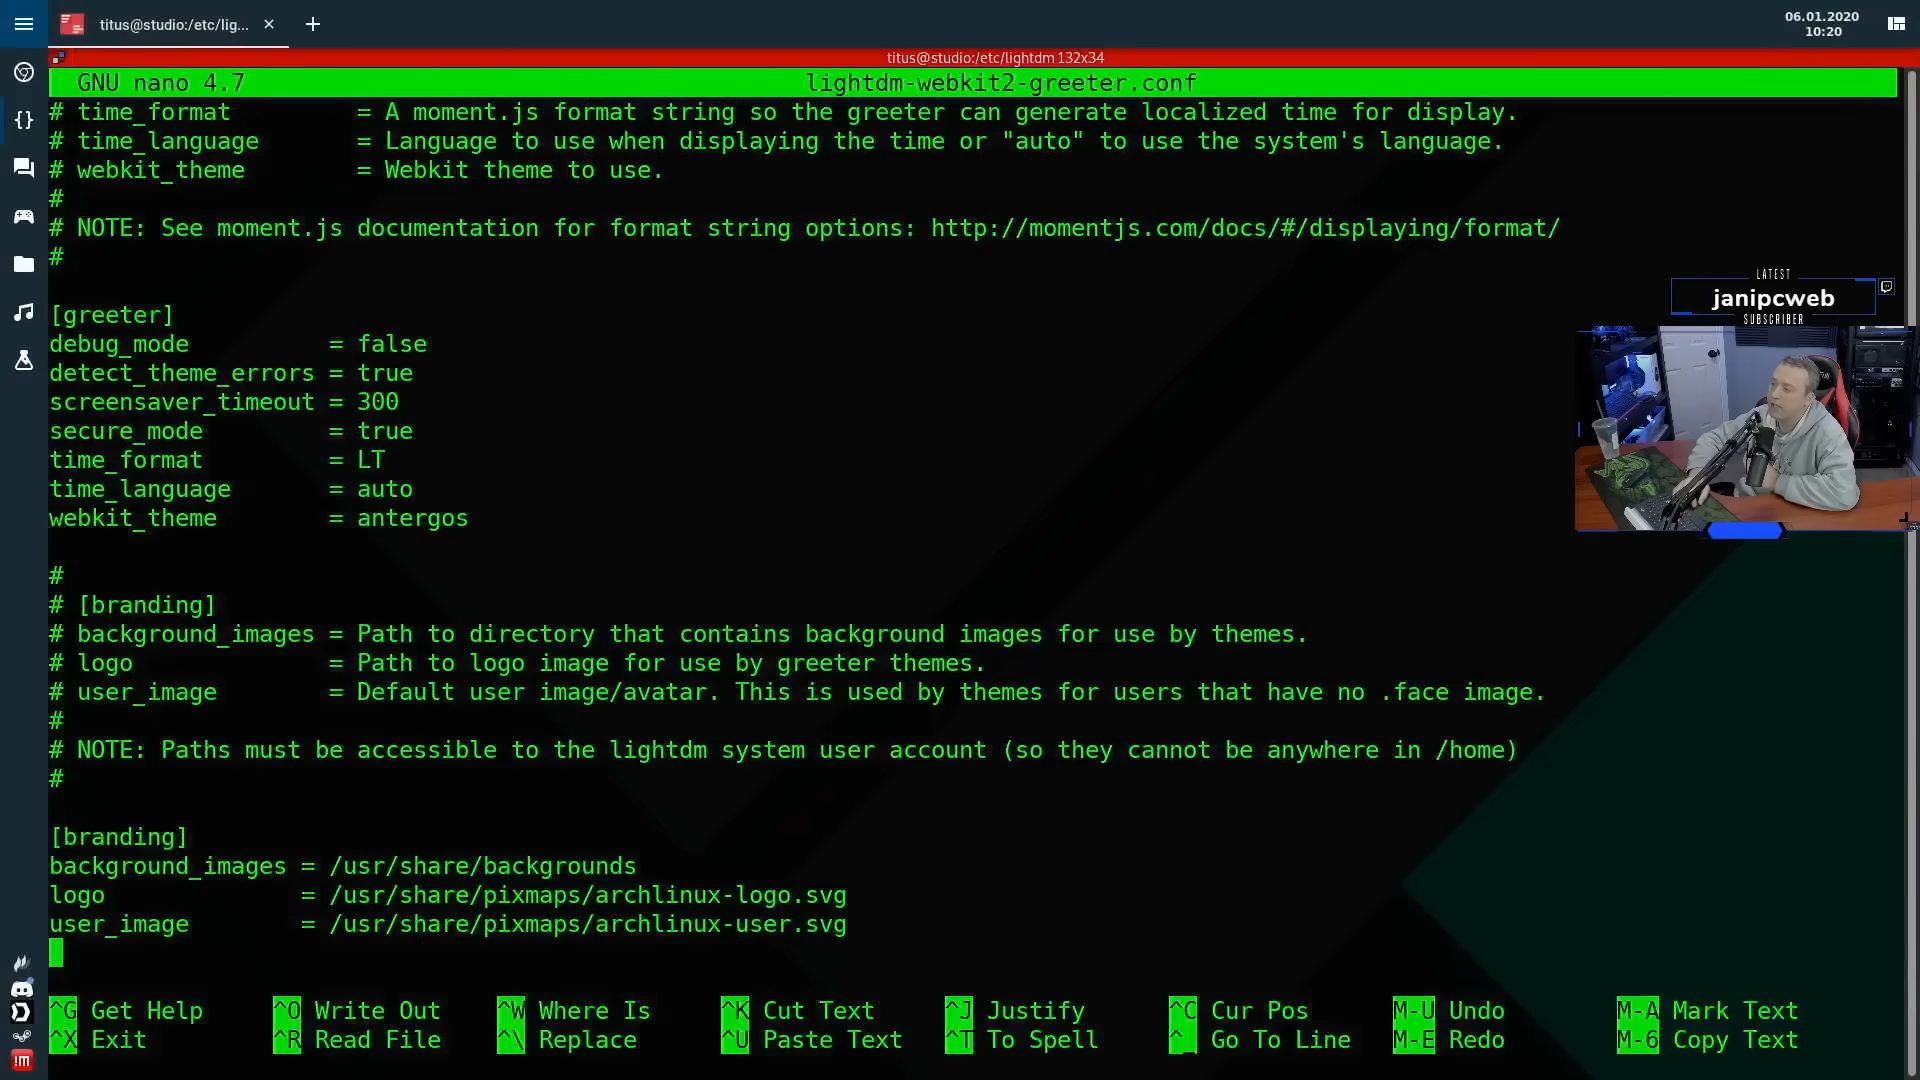 titus@studio:/etc/lig...
06.01.2020
10:20
titus@studio:/etc/lightdm 132x34
GNU nano 4.7 lightdm-webkit2-greeter.conf
# time_format = A moment.js format string so the greeter can generate localized time for display.
# time_language = Language to use when displaying the time or "auto" to use the system's language.
# webkit_theme = Webkit theme to use.
#
# NOTE: See moment.js documentation for format string options: http://momentjs.com/docs/#/displaying/format/
#
LATEST
janipcweb
SUBSCRIBER
[greeter]
debug_mode = false
detect_theme_errors = true
screensaver_timeout = 300
secure_mode = true
time_format = LT
time_language = auto
webkit_theme = antergos
#
# [branding]
# background_images = Path to directory that contains background images for use by themes.
# logo = Path to logo image for use by greeter themes.
# user_image = Default user image/avatar. This is used by themes for users that have no .face image.
#
# NOTE: Paths must be accessible to the lightdm system user account (so they cannot be anywhere in /home)
#
[branding]
background_images = /usr/share/backgrounds
logo = /usr/share/pixmaps/archlinux-logo.svg
user_image = /usr/share/pixmaps/archlinux-user.svg
^G Get Help ^O Write Out ^W Where Is ^K Cut Text ^J Justify ^C Cur Pos M-U Undo M-A Mark Text
^X Exit ^R Read File ^\ Replace ^U Paste Text ^T To Spell ^_ Go To Line M-E Redo M-6 Copy Text